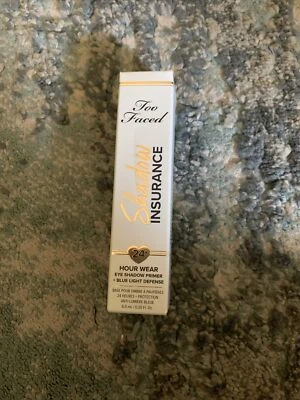 Too
Faced
Shadow
INSURANCE
24
HOUR WEAR
EYE SHADOW PRIMER
+ BLUE LIGHT DEFENSE
BASE POUR OMBRE À PAUPIÈRES
24 HEURES + PROTECTION
ANTI-LUMIÈRE BLEUE